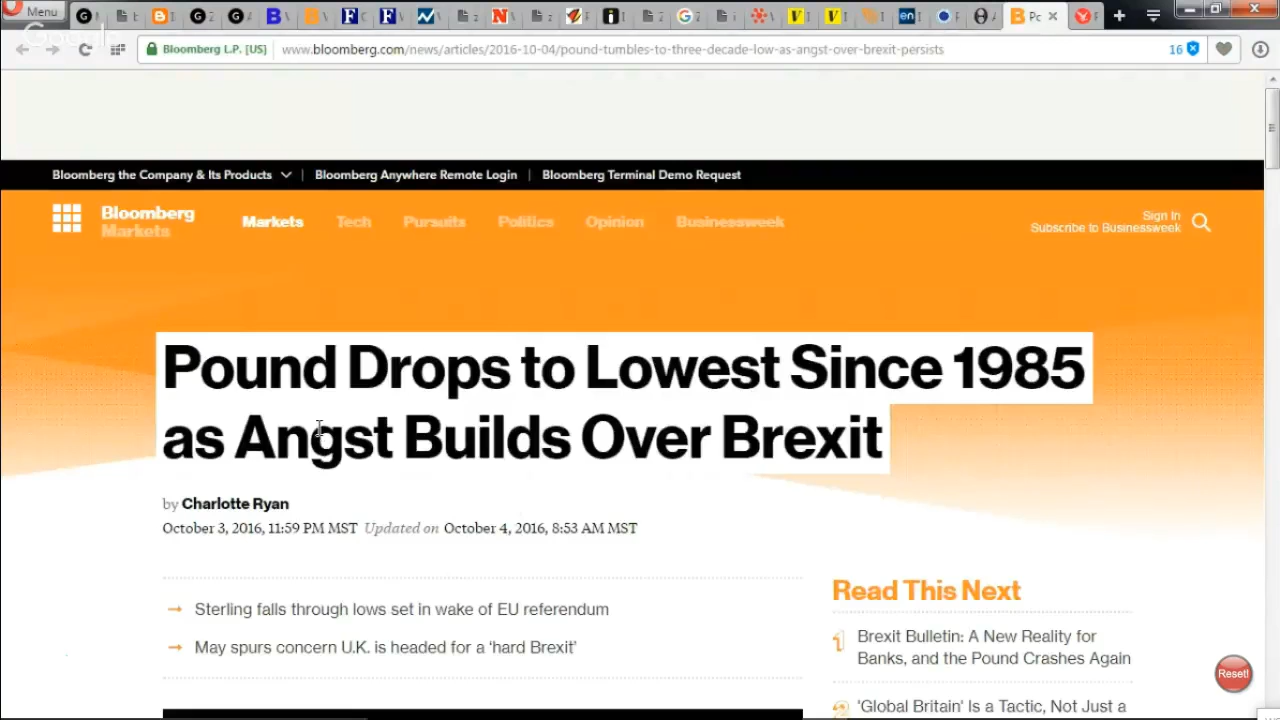 Menu
Bloomberg L.P. [US]
www.bloomberg.com/news/articles/2016-10-04/pound-tumbles-to-three-decade-low-as-angst-over-brexit-persists
16
Bloomberg the Company & Its Products
Bloomberg Anywhere Remote Login
Bloomberg Terminal Demo Request
Bloomberg
Markets
Markets
Tech
Pursuits
Politics
Opinion
Businessweek
Sign In
Subscribe to Businessweek
Pound Drops to Lowest Since 1985
as Angst Builds Over Brexit
by Charlotte Ryan
October 3, 2016, 11:59 PM MST Updated on October 4, 2016, 8:53 AM MST
→ Sterling falls through lows set in wake of EU referendum
→ May spurs concern U.K. is headed for a ‘hard Brexit’
Read This Next
1 Brexit Bulletin: A New Reality for
Banks, and the Pound Crashes Again
2 'Global Britain' Is a Tactic, Not Just a
Reset!